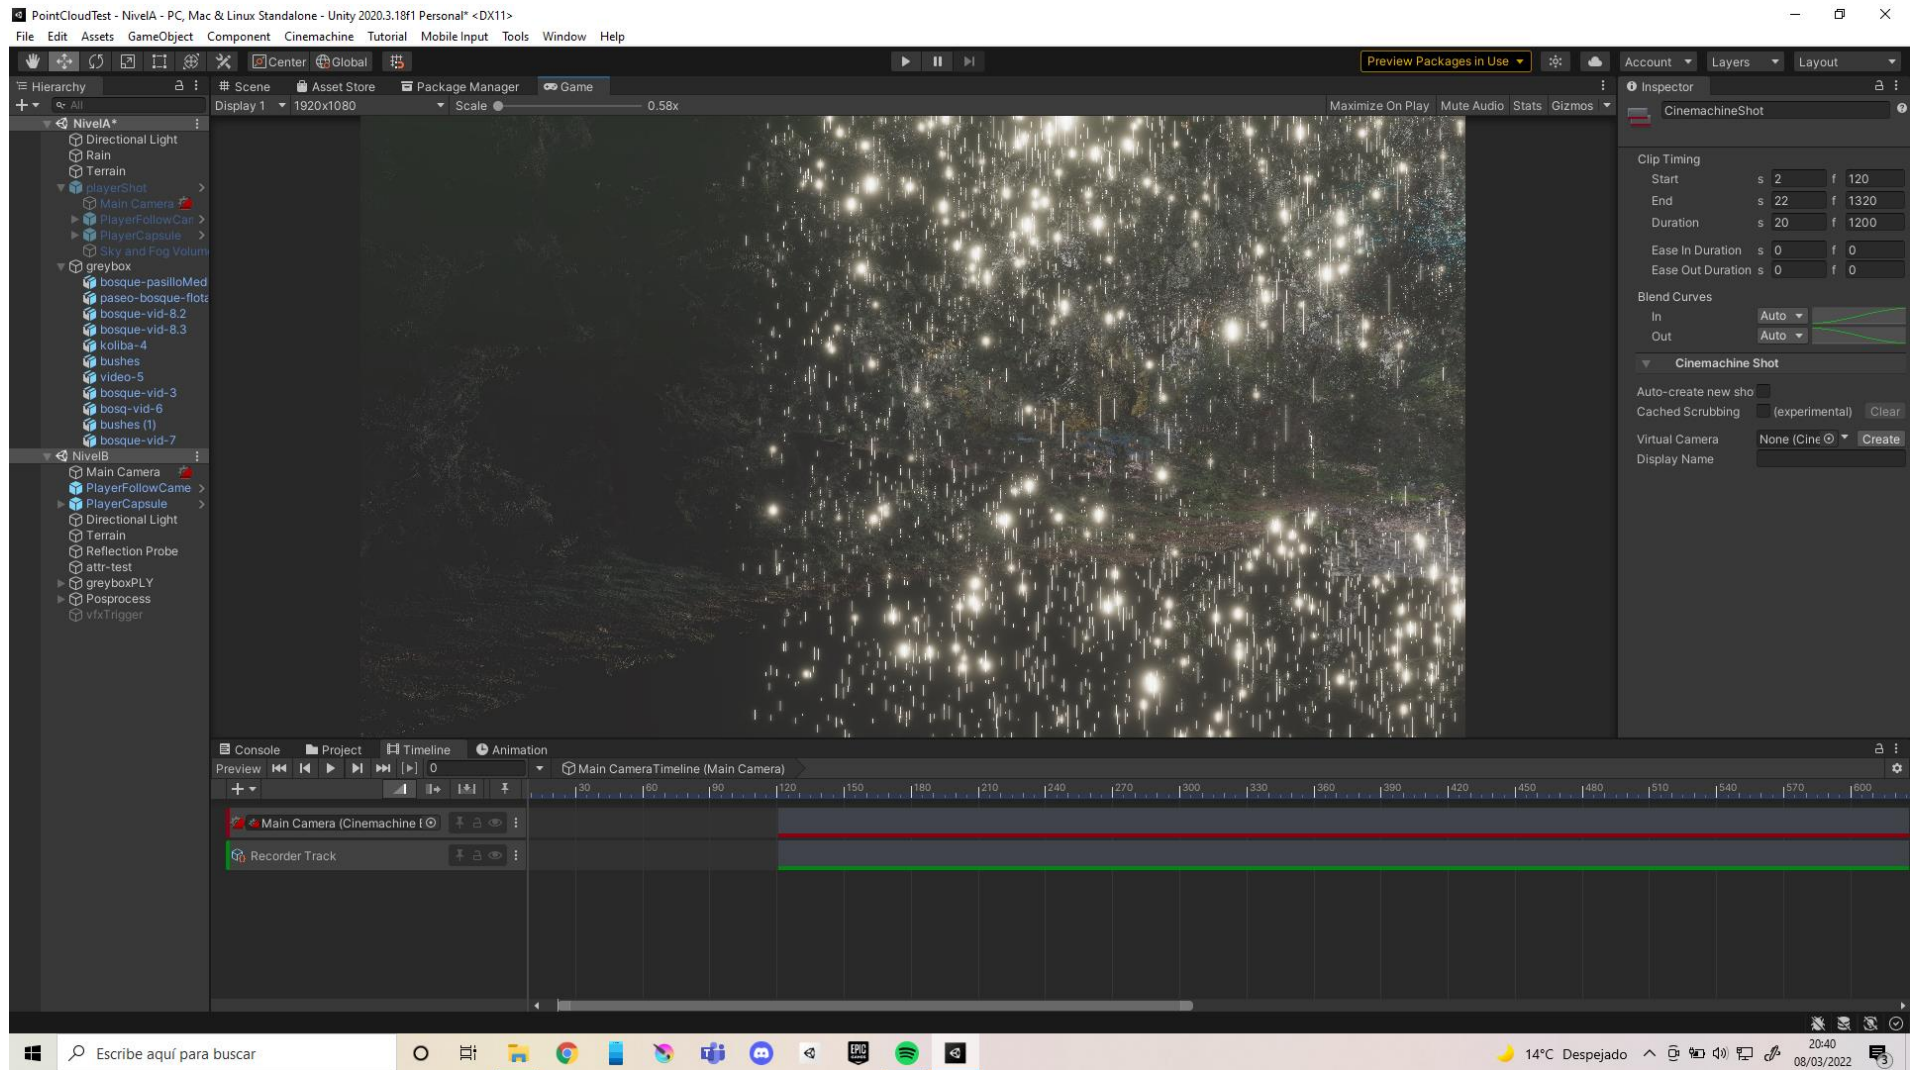 PointCloudTest - NivelA - PC, Mac & Linux Standalone - Unity 2020.3.18f1 Personal* <DX11>
File Edit Assets GameObject Component Cinemachine Tutorial Mobile Input Tools Window Help
Center Global Preview Packages in Use Account Layers Layout
Hierarchy # Scene Asset Store Package Manager Game Inspector
All Display 1 1920x1080 Scale 0.58x Maximize On Play Mute Audio Stats Gizmos CinemachineShot
NivelA*
Directional Light
Rain
Terrain
playerShot
Main Camera
PlayerFollowCan
PlayerCapsule
Sky and Fog Volum
greybox
bosque-pasilloMed
paseo-bosque-flota
bosque-vid-8.2
bosque-vid-8.3
koliba-4
bushes
video-5
bosque-vid-3
bosq-vid-6
bushes (1)
bosque-vid-7
NivelB
Main Camera
PlayerFollowCame
PlayerCapsule
Directional Light
Terrain
Reflection Probe
attr-test
greyboxPLY
Posprocess
vfxTrigger
Clip Timing
Start s 2 f 120
End s 22 f 1320
Duration s 20 f 1200
Ease In Duration s 0 f 0
Ease Out Duration s 0 f 0
Blend Curves
In Auto
Out Auto
Cinemachine Shot
Auto-create new sho
Cached Scrubbing (experimental) Clear
Virtual Camera None (Cine Create
Display Name
Console Project Timeline Animation
Preview 0 Main CameraTimeline (Main Camera)
30 60 90 120 150 180 210 240 270 300 330 360 390 420 450 480 510 540 570 600
Main Camera (Cinemachine
Recorder Track
Escribe aquí para buscar
EPIC GAMES
14°C Despejado
20:40
08/03/2022
3